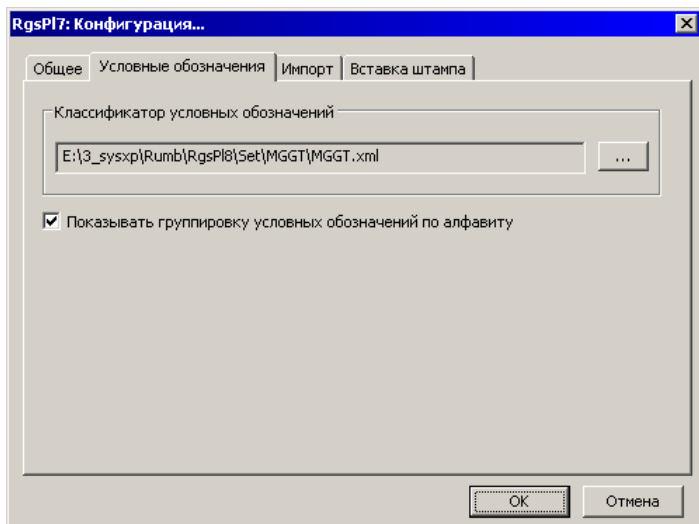 RgsPl7: Конфигурация...
Общее
Условные обозначения
Импорт
Вставка штампа
Классификатор условных обозначений
E:\3_sysxp\Rumb\RgsPl8\Set\MGGT\MGGT.xml
...
Показывать группировку условных обозначений по алфавиту
OK
Отмена